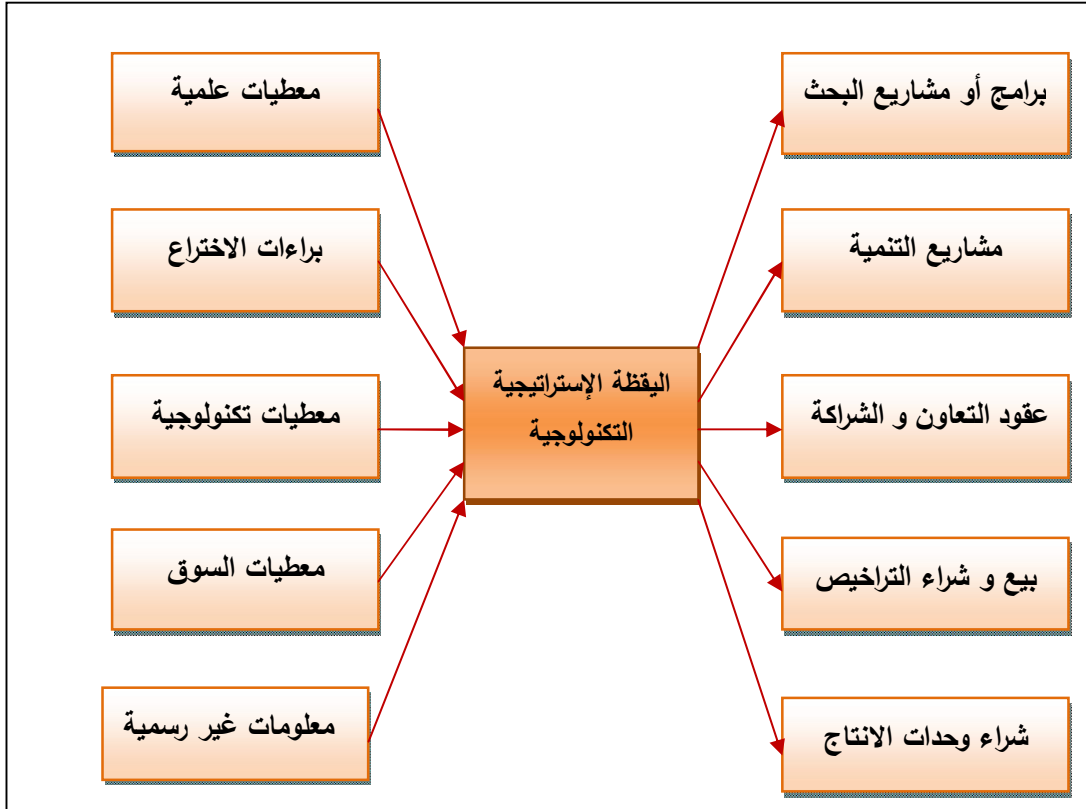 معطيات علمية
براءات الاختراع
معطيات تكنولوجية
معطيات السوق
معلومات غير رسمية
اليقظة الإستراتيجية
التكنولوجية
برامج أو مشاريع البحث
مشاريع التنمية
عقود التعاون و الشراكة
بيع و شراء التراخيص
شراء وحدات الانتاج